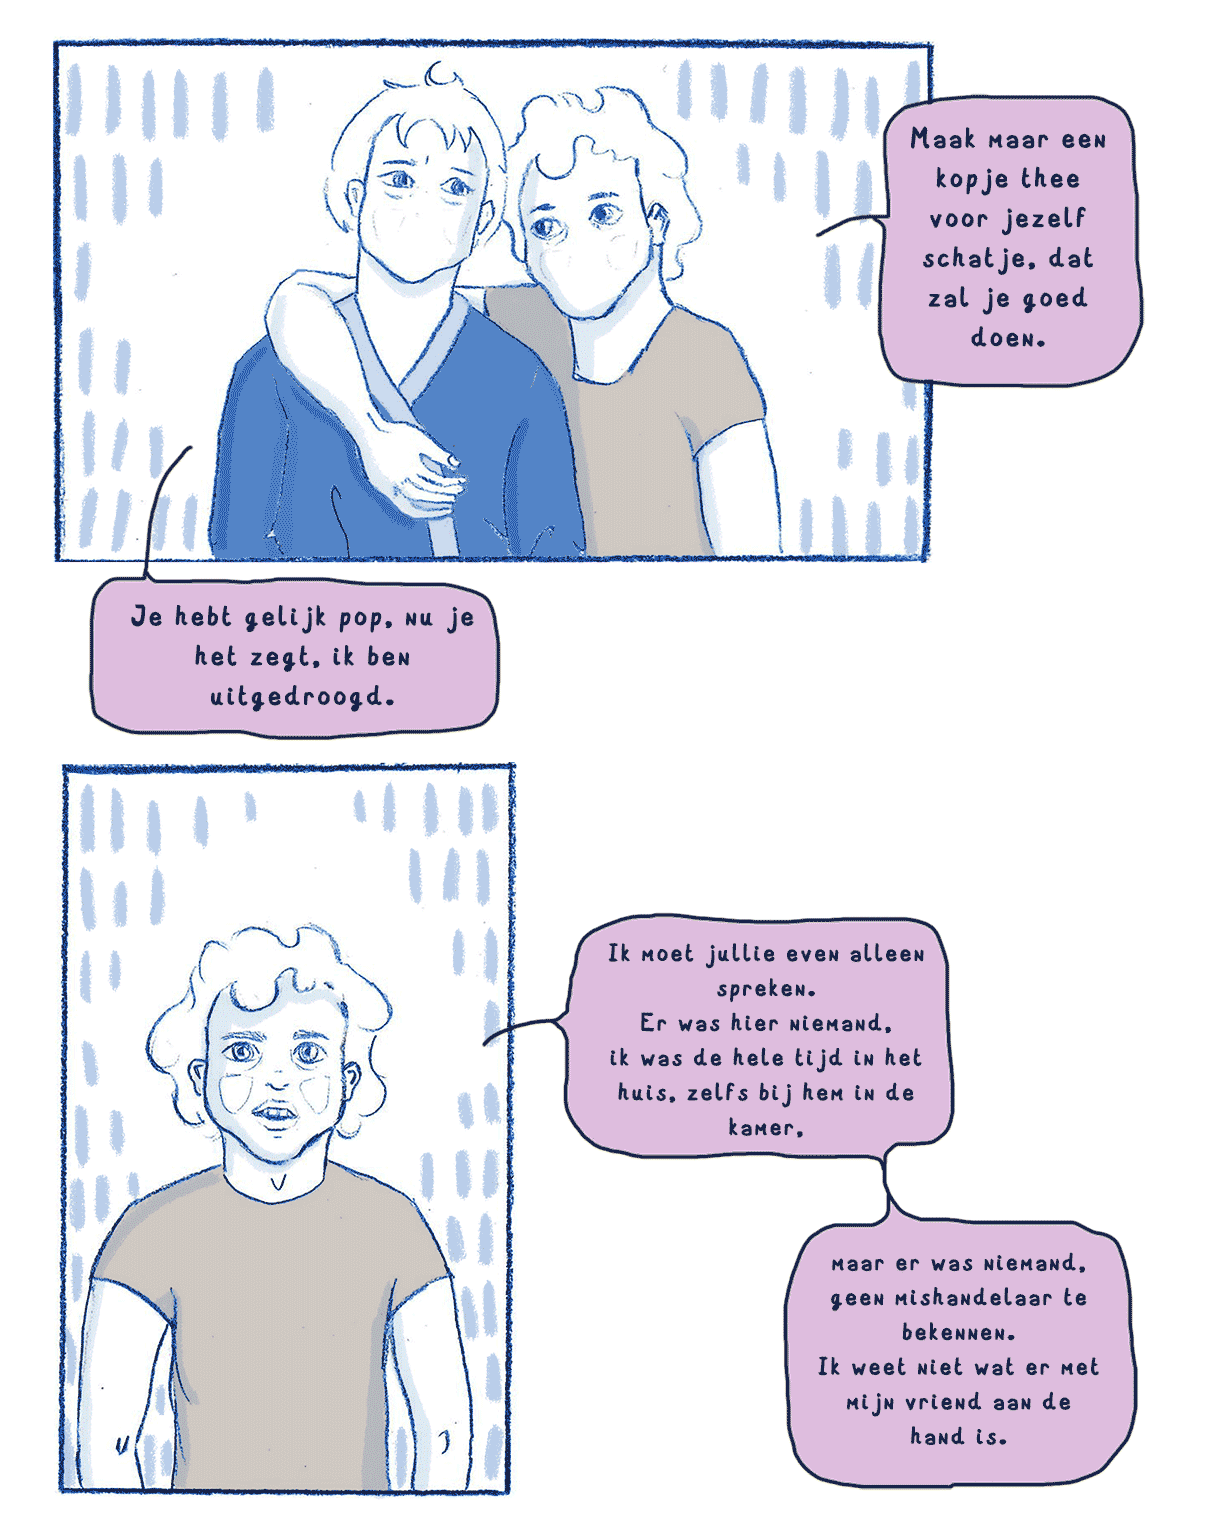 Maak maar een
kopje thee
voor jezelf
schatje, dat
zal je goed
doen.
Je hebt gelijk pop, nu je
het zegt, ik ben
uitgedroogd.
Ik moet jullie even alleen
spreken.
Er was hier niemand,
ik was de hele tijd in het
huis, zelfs bij hem in de
kamer,
maar er was niemand,
geen mishandelaar te
bekennen.
Ik weet niet wat er met
mijn vriend aan de
hand is.